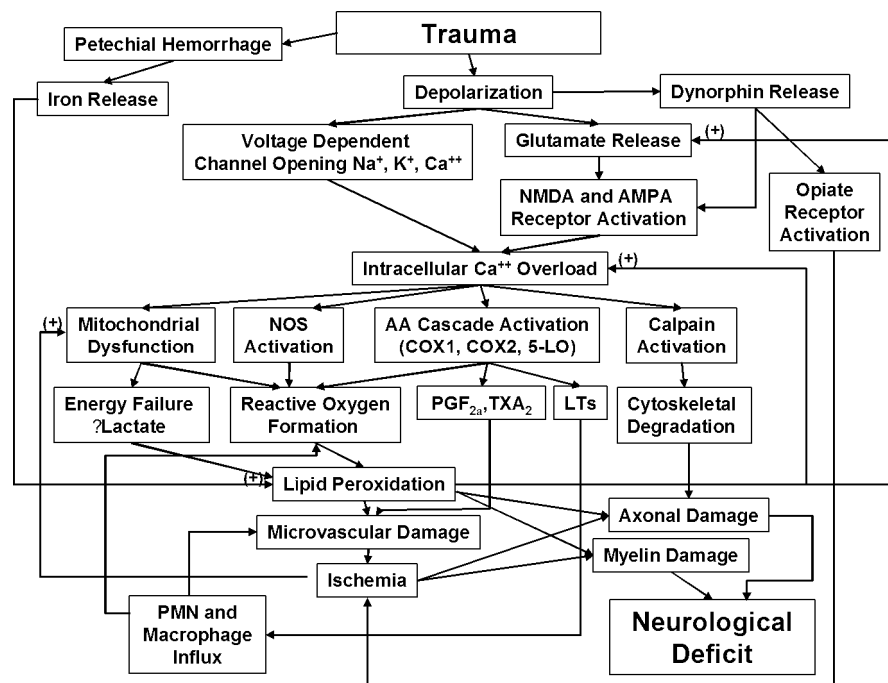 Trauma
Petechial Hemorrhage
Iron Release
Depolarization
Dynorphin Release
Voltage Dependent
Channel Opening Na⁺, K⁺, Ca⁺⁺
Glutamate Release
(+)
NMDA and AMPA
Receptor Activation
Opiate
Receptor
Activation
Intracellular Ca⁺⁺ Overload
(+)
(+)
Mitochondrial
Dysfunction
NOS
Activation
AA Cascade Activation
(COX1, COX2, 5-LO)
Calpain
Activation
Energy Failure
?Lactate
Reactive Oxygen
Formation
PGF₂ₐ,TXA₂
LTs
Cytoskeletal
Degradation
(+)
Lipid Peroxidation
Microvascular Damage
Axonal Damage
Myelin Damage
Ischemia
PMN and
Macrophage
Influx
Neurological
Deficit